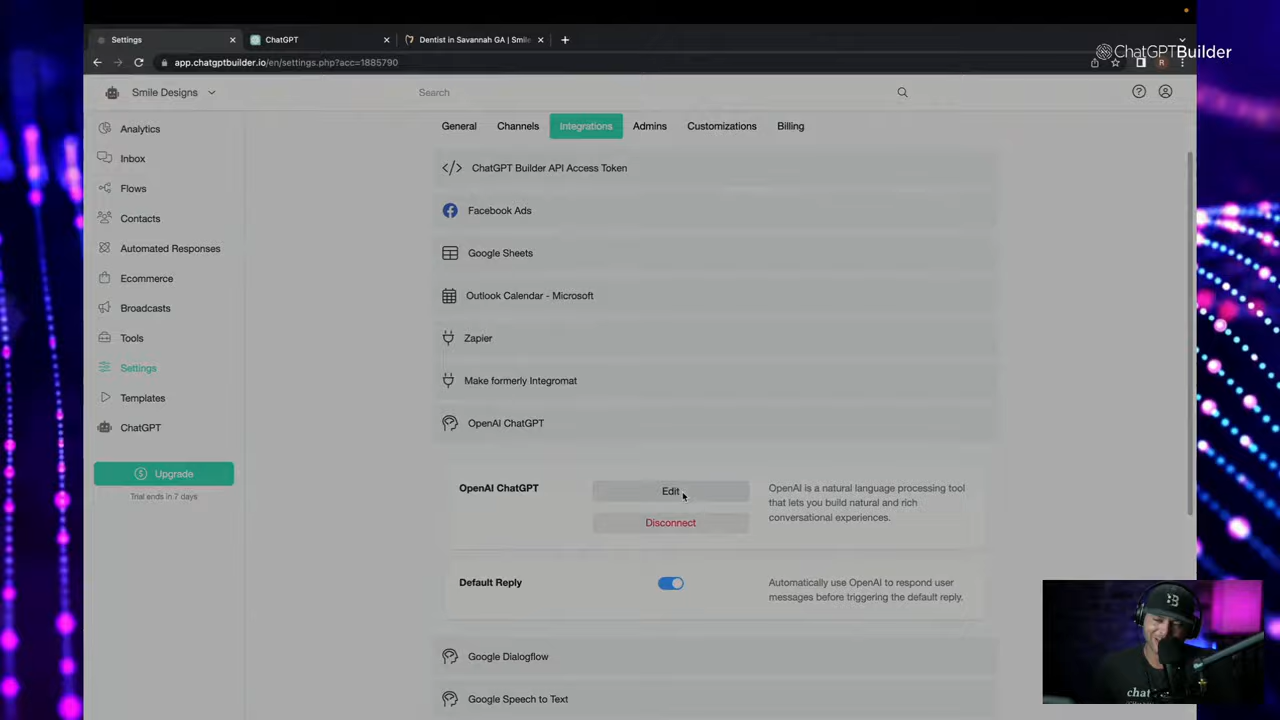 Settings
ChatGPT
Dentist in Savannah GA | Smile
app.chatgptbuilder.io/en/settings.php?acc=1885790
R
ChatGPTBuilder
Smile Designs
Search
General
Channels
Integrations
Admins
Customizations
Billing
Analytics
Inbox
Flows
Contacts
Automated Responses
Ecommerce
Broadcasts
Tools
Settings
Templates
ChatGPT
Upgrade
Trial ends in 7 days
ChatGPT Builder API Access Token
Facebook Ads
Google Sheets
Outlook Calendar - Microsoft
Zapier
Make formerly Integromat
OpenAI ChatGPT
OpenAI ChatGPT
Edit
Disconnect
OpenAI is a natural language processing tool
that lets you build natural and rich
conversational experiences.
Default Reply
Automatically use OpenAI to respond user
messages before triggering the default reply.
Google Dialogflow
Google Speech to Text